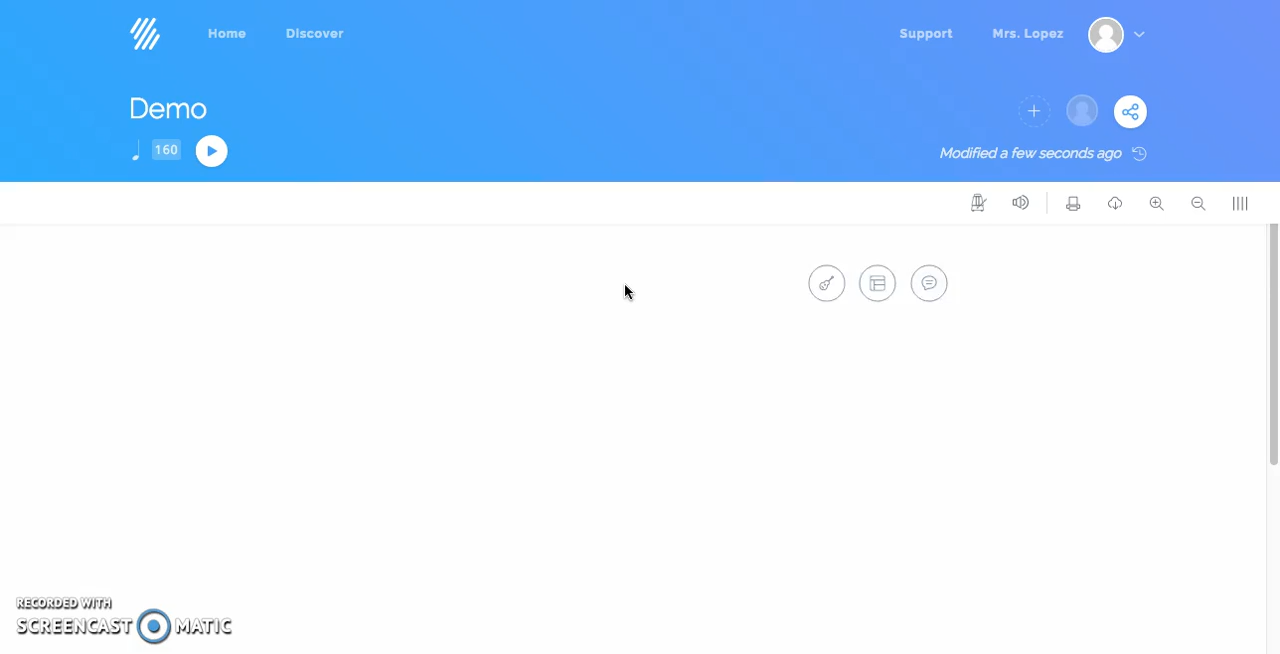 Home Discover Support Mrs. Lopez
Demo
160
Modified a few seconds ago
RECORDED WITH
SCREENCAST MATIC